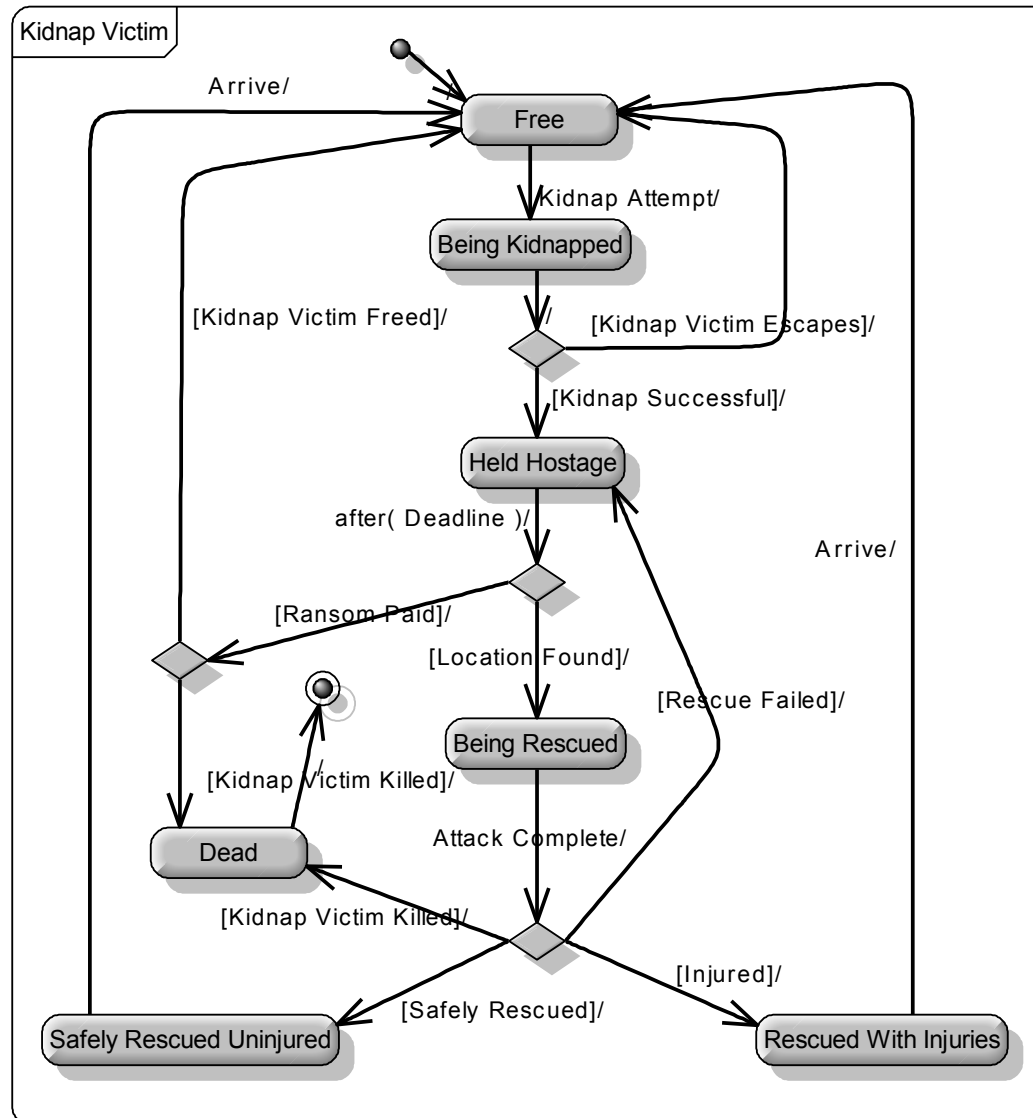 Kidnap Victim
Arrive/
/
Free
Kidnap Attempt/
Being Kidnapped
[Kidnap Victim Freed]/
/
[Kidnap Victim Escapes]/
[Kidnap Successful]/
Held Hostage
after( Deadline )/
Arrive/
[Ransom Paid]/
[Location Found]/
[Rescue Failed]/
Being Rescued
/
[Kidnap Victim Killed]/
Attack Complete/
Dead
[Kidnap Victim Killed]/
[Injured]/
[Safely Rescued]/
Safely Rescued Uninjured
Rescued With Injuries